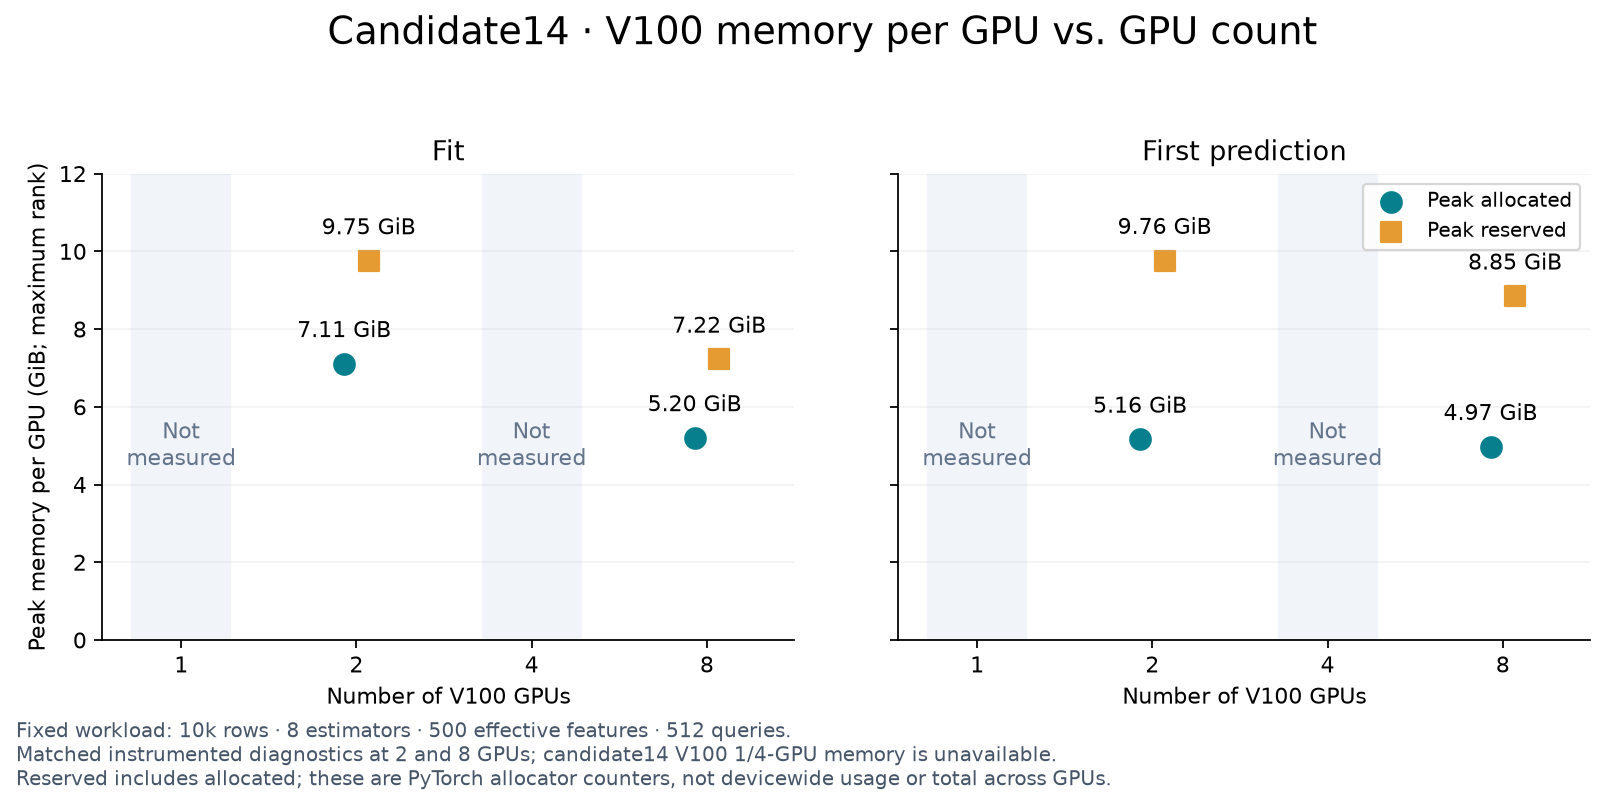 Candidate14 · V100 memory per GPU vs. GPU count
Fit
Peak memory per GPU (GiB; maximum rank)
12
10
8
6
4
2
0
9.75 GiB
7.11 GiB
7.22 GiB
5.20 GiB
Not
measured
Not
measured
1
2
4
8
Number of V100 GPUs
First prediction
Peak allocated
Peak reserved
9.76 GiB
8.85 GiB
5.16 GiB
4.97 GiB
Not
measured
Not
measured
1
2
4
8
Number of V100 GPUs
Fixed workload: 10k rows · 8 estimators · 500 effective features · 512 queries.
Matched instrumented diagnostics at 2 and 8 GPUs; candidate14 V100 1/4-GPU memory is unavailable.
Reserved includes allocated; these are PyTorch allocator counters, not devicewide usage or total across GPUs.